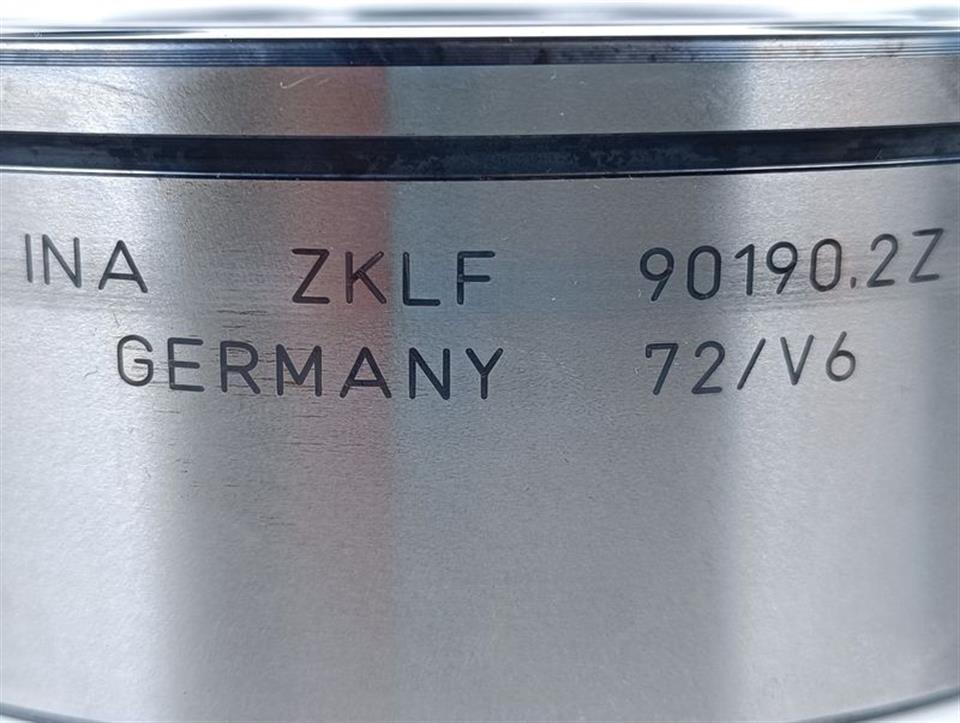 INA ZKLF 90190.2Z
GERMANY 72/V6